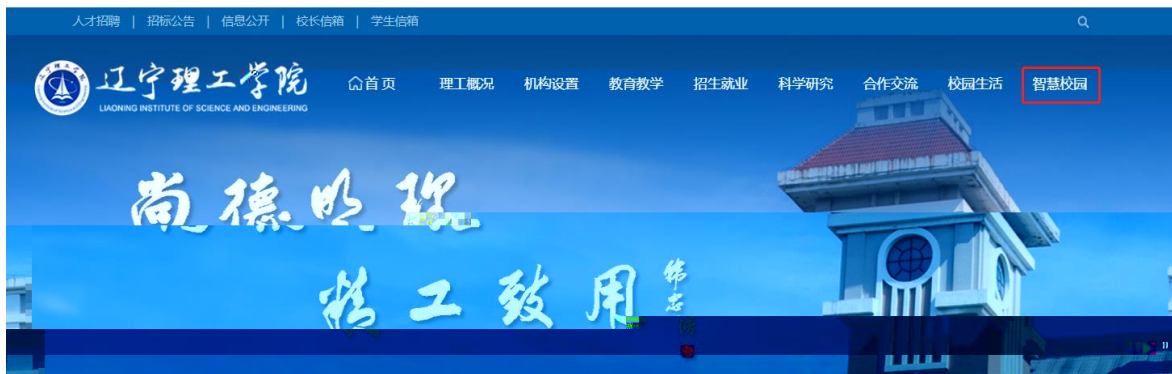 人才招聘 | 招标公告 | 信息公开 | 校长信箱 | 学生信箱
辽宁理工学院
LIAONING INSTITUTE OF SCIENCE AND ENGINEERING
首页 理工概况 机构设置 教育教学 招生就业 科学研究 合作交流 校园生活 智慧校园
尚德明理
精工致用